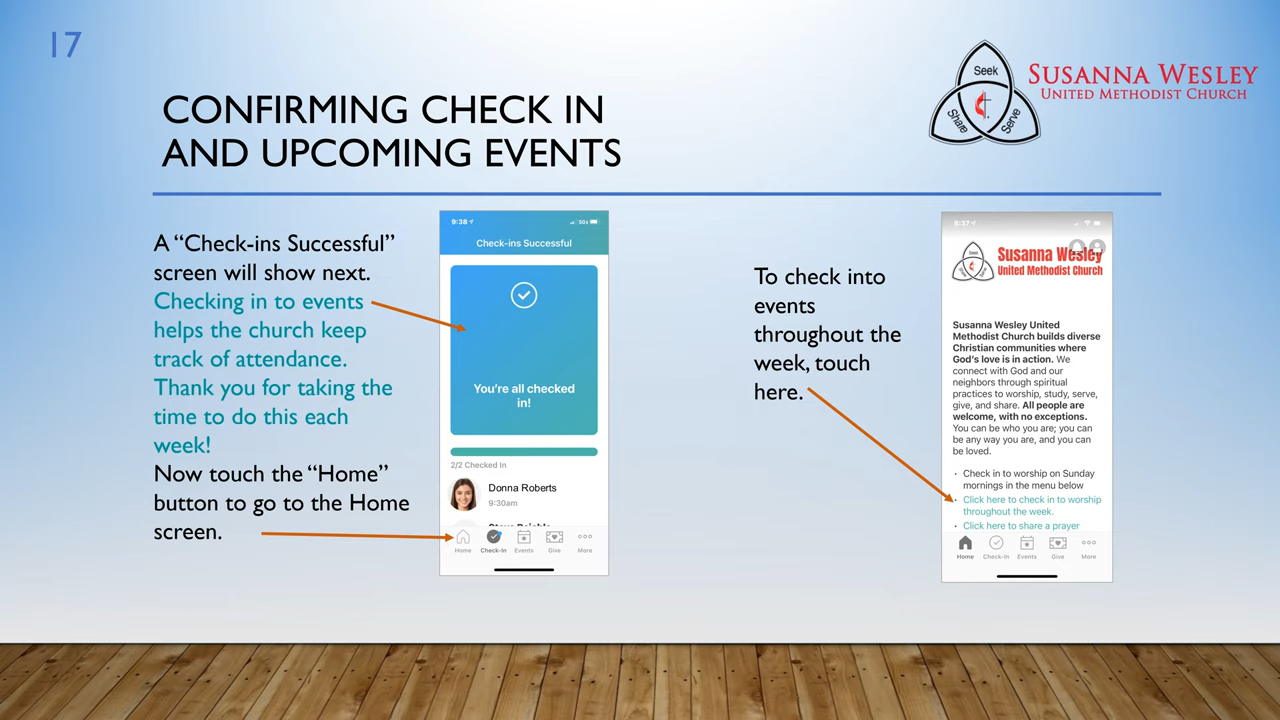 17
Seek
Share
Serve
SUSANNA WESLEY
UNITED METHODIST CHURCH
CONFIRMING CHECK IN
AND UPCOMING EVENTS
A “Check-ins Successful”
screen will show next.
Checking in to events
helps the church keep
track of attendance.
Thank you for taking the
time to do this each
week!
Now touch the “Home”
button to go to the Home
screen.
9:38
Check-ins Successful
You’re all checked
in!
2/2 Checked In
Donna Roberts
9:30am
Home Check-In Events Give More
To check into
events
throughout the
week, touch
here.
9:37
Susanna Wesley
United Methodist Church
Susanna Wesley United
Methodist Church builds diverse
Christian communities where
God’s love is in action. We
connect with God and our
neighbors through spiritual
practices to worship, study, serve,
give, and share. All people are
welcome, with no exceptions.
You can be who you are; you can
be any way you are, and you can
be loved.
· Check in to worship on Sunday
mornings in the menu below
· Click here to check in to worship
throughout the week.
· Click here to share a prayer
Home Check-In Events Give More